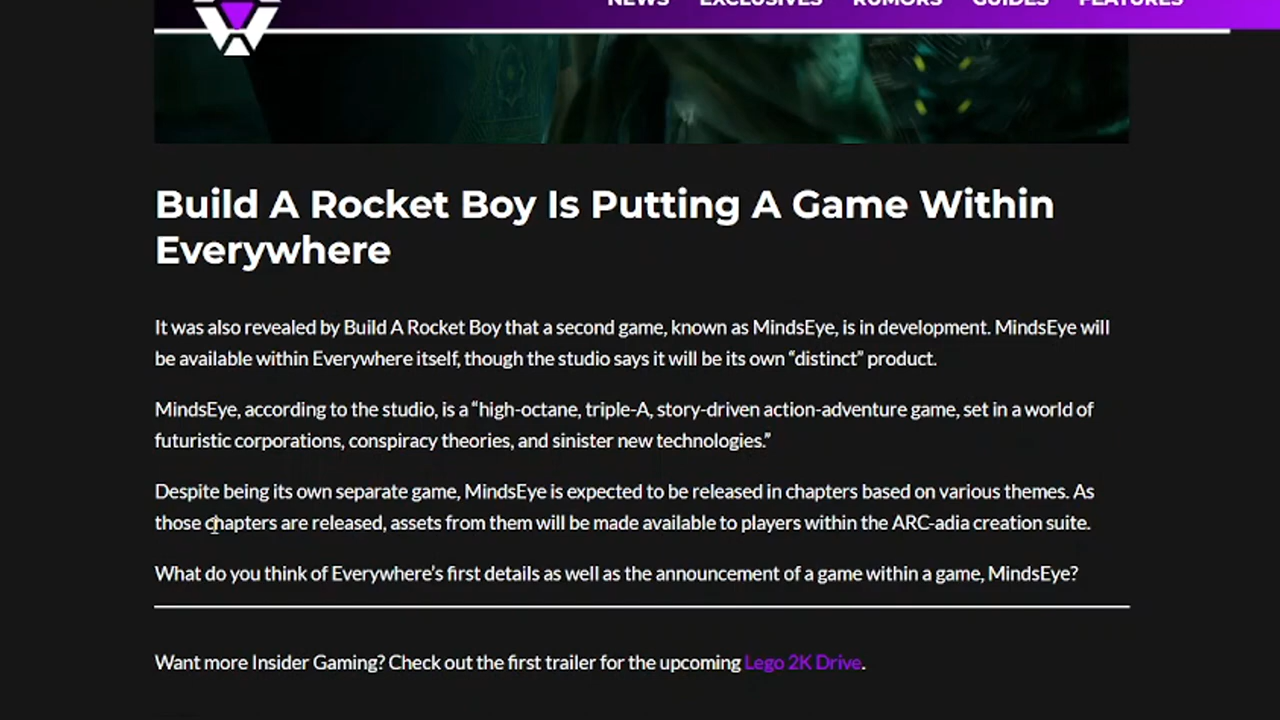 NEWS EXCLUSIVES RUMORS GUIDES FEATURES
Build A Rocket Boy Is Putting A Game Within
Everywhere
It was also revealed by Build A Rocket Boy that a second game, known as MindsEye, is in development. MindsEye will
be available within Everywhere itself, though the studio says it will be its own “distinct” product.
MindsEye, according to the studio, is a “high-octane, triple-A, story-driven action-adventure game, set in a world of
futuristic corporations, conspiracy theories, and sinister new technologies.”
Despite being its own separate game, MindsEye is expected to be released in chapters based on various themes. As
those chapters are released, assets from them will be made available to players within the ARC-adia creation suite.
What do you think of Everywhere’s first details as well as the announcement of a game within a game, MindsEye?
Want more Insider Gaming? Check out the first trailer for the upcoming Lego 2K Drive.